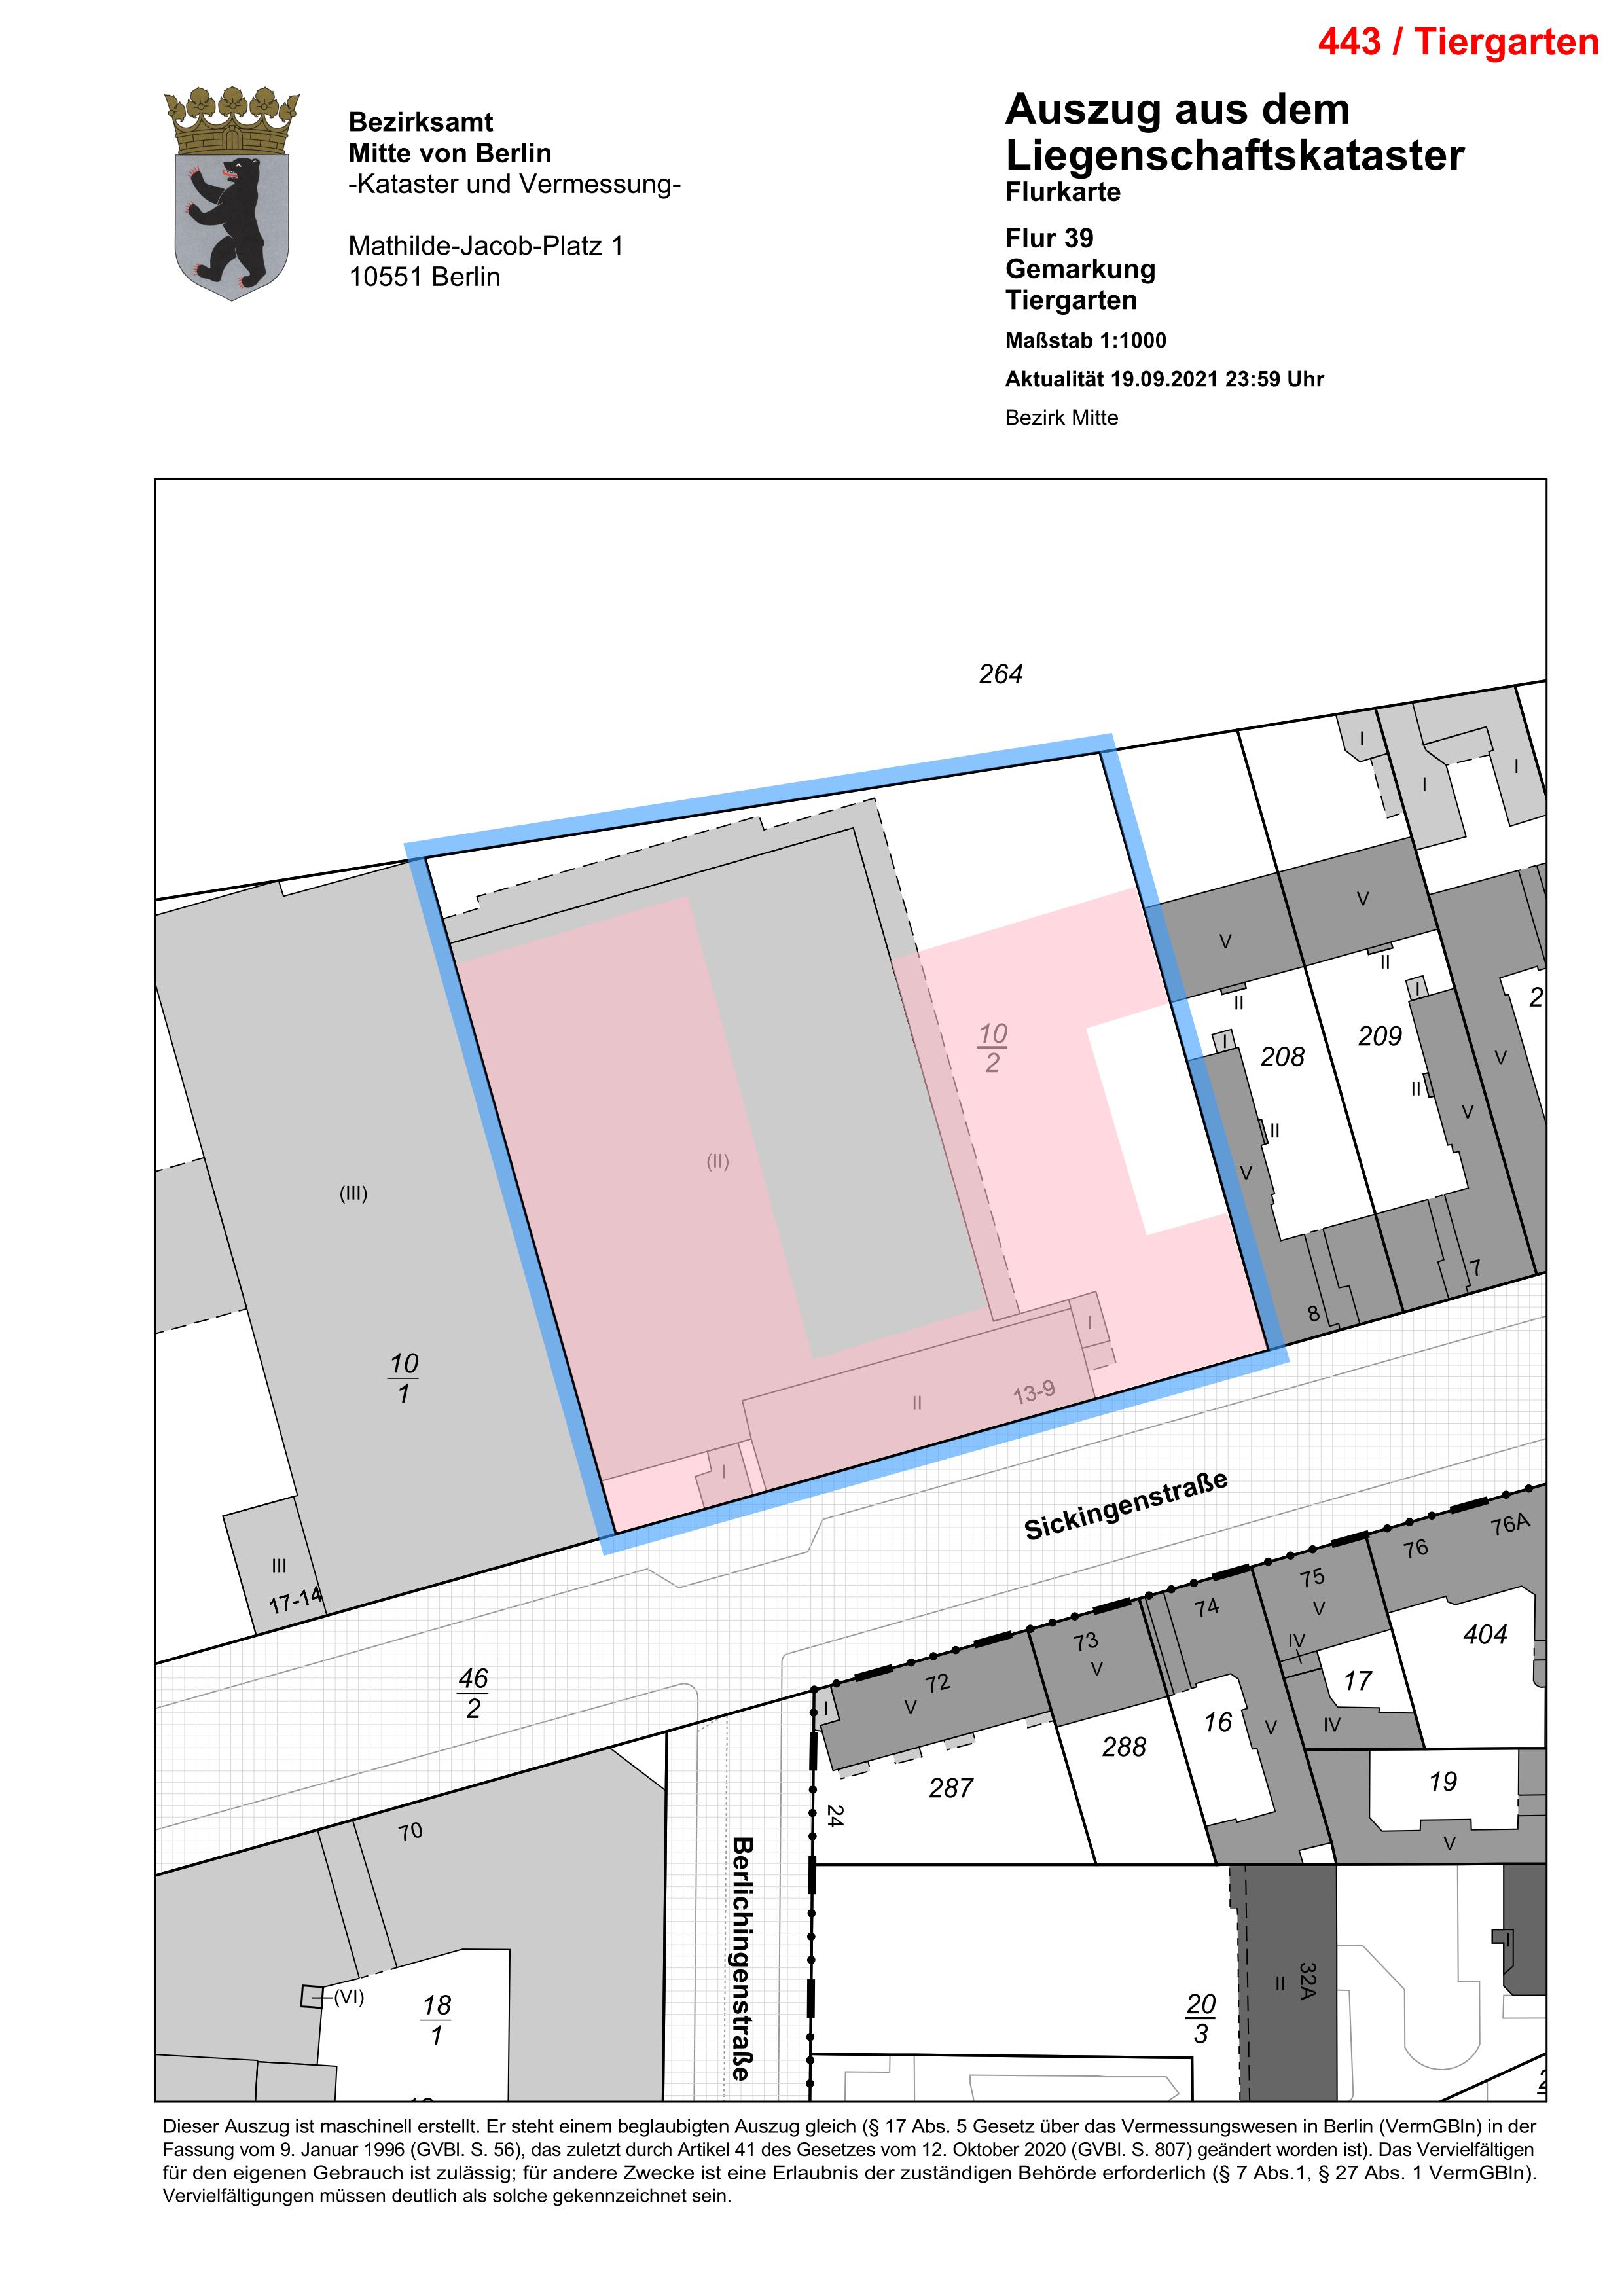 443 / Tiergarten
Bezirksamt
Mitte von Berlin
-Kataster und Vermessung-
Mathilde-Jacob-Platz 1
10551 Berlin
Auszug aus dem
Liegenschaftskataster
Flurkarte
Flur 39
Gemarkung
Tiergarten
Maßstab 1:1000
Aktualität 19.09.2021 23:59 Uhr
Bezirk Mitte
264
I
I
I
V
V
II
II
I
I
2
10
2
208
209
V
II
II
V
V
(II)
(III)
7
8
I
10
1
13-9
II
I
Sickingenstraße
III
17-14
76A
76
75
V
74
73
V
72
V
I
IV
404
17
46
2
16
V
IV
288
287
19
24
70
V
Berlichingenstraße
I
32A
II
(VI)
18
1
20
3
Dieser Auszug ist maschinell erstellt. Er steht einem beglaubigten Auszug gleich (§ 17 Abs. 5 Gesetz über das Vermessungswesen in Berlin (VermGBln) in der
Fassung vom 9. Januar 1996 (GVBl. S. 56), das zuletzt durch Artikel 41 des Gesetzes vom 12. Oktober 2020 (GVBl. S. 807) geändert worden ist). Das Vervielfältigen
für den eigenen Gebrauch ist zulässig; für andere Zwecke ist eine Erlaubnis der zuständigen Behörde erforderlich (§ 7 Abs.1, § 27 Abs. 1 VermGBln).
Vervielfältigungen müssen deutlich als solche gekennzeichnet sein.